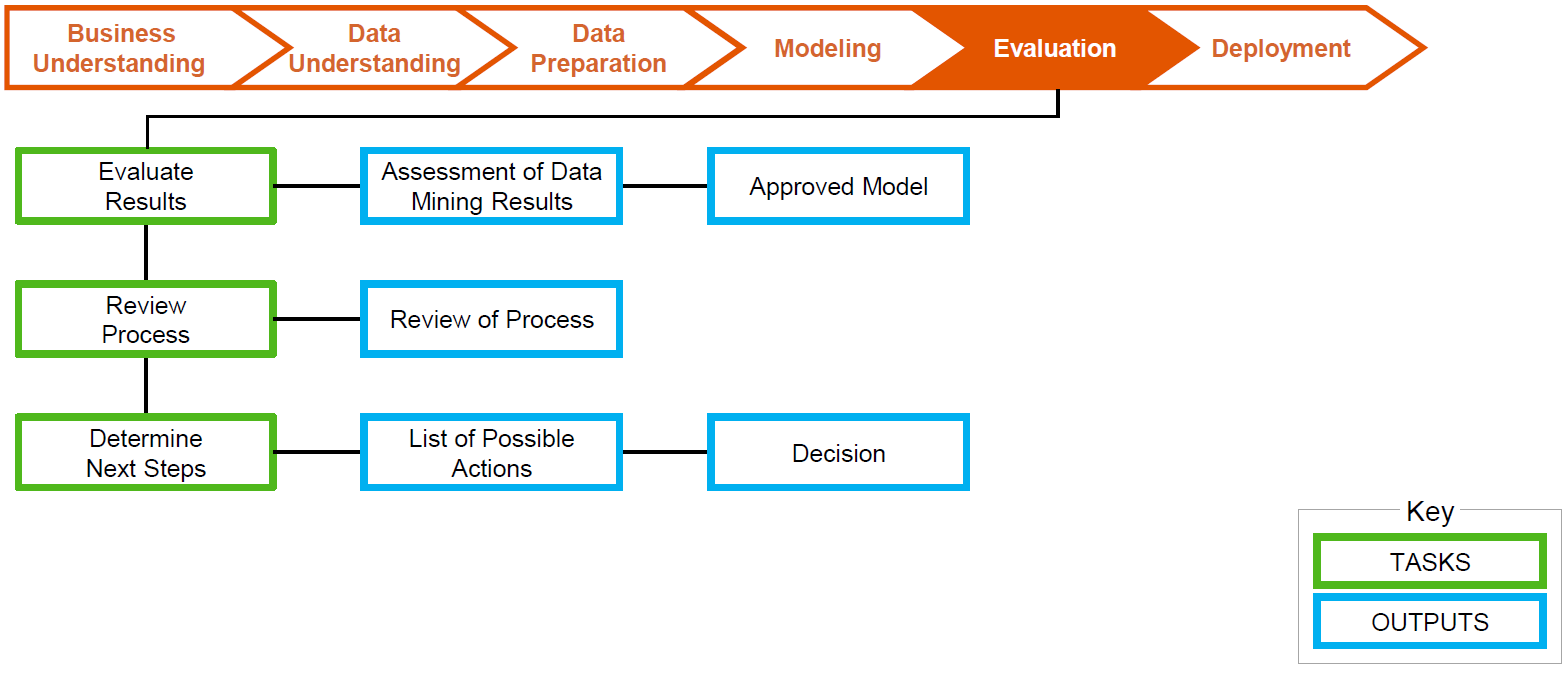 Business
Understanding
Data
Understanding
Data
Preparation
Modeling
Evaluation
Deployment
Evaluate
Results
Assessment of Data
Mining Results
Approved Model
Review
Process
Review of Process
Determine
Next Steps
List of Possible
Actions
Decision
Key
TASKS
OUTPUTS